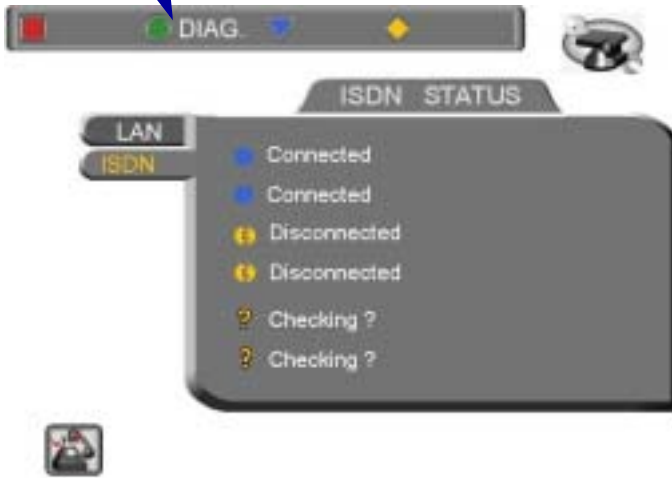 DIAG.
ISDN STATUS
LAN
ISDN
Connected
Connected
Disconnected
Disconnected
Checking ?
Checking ?